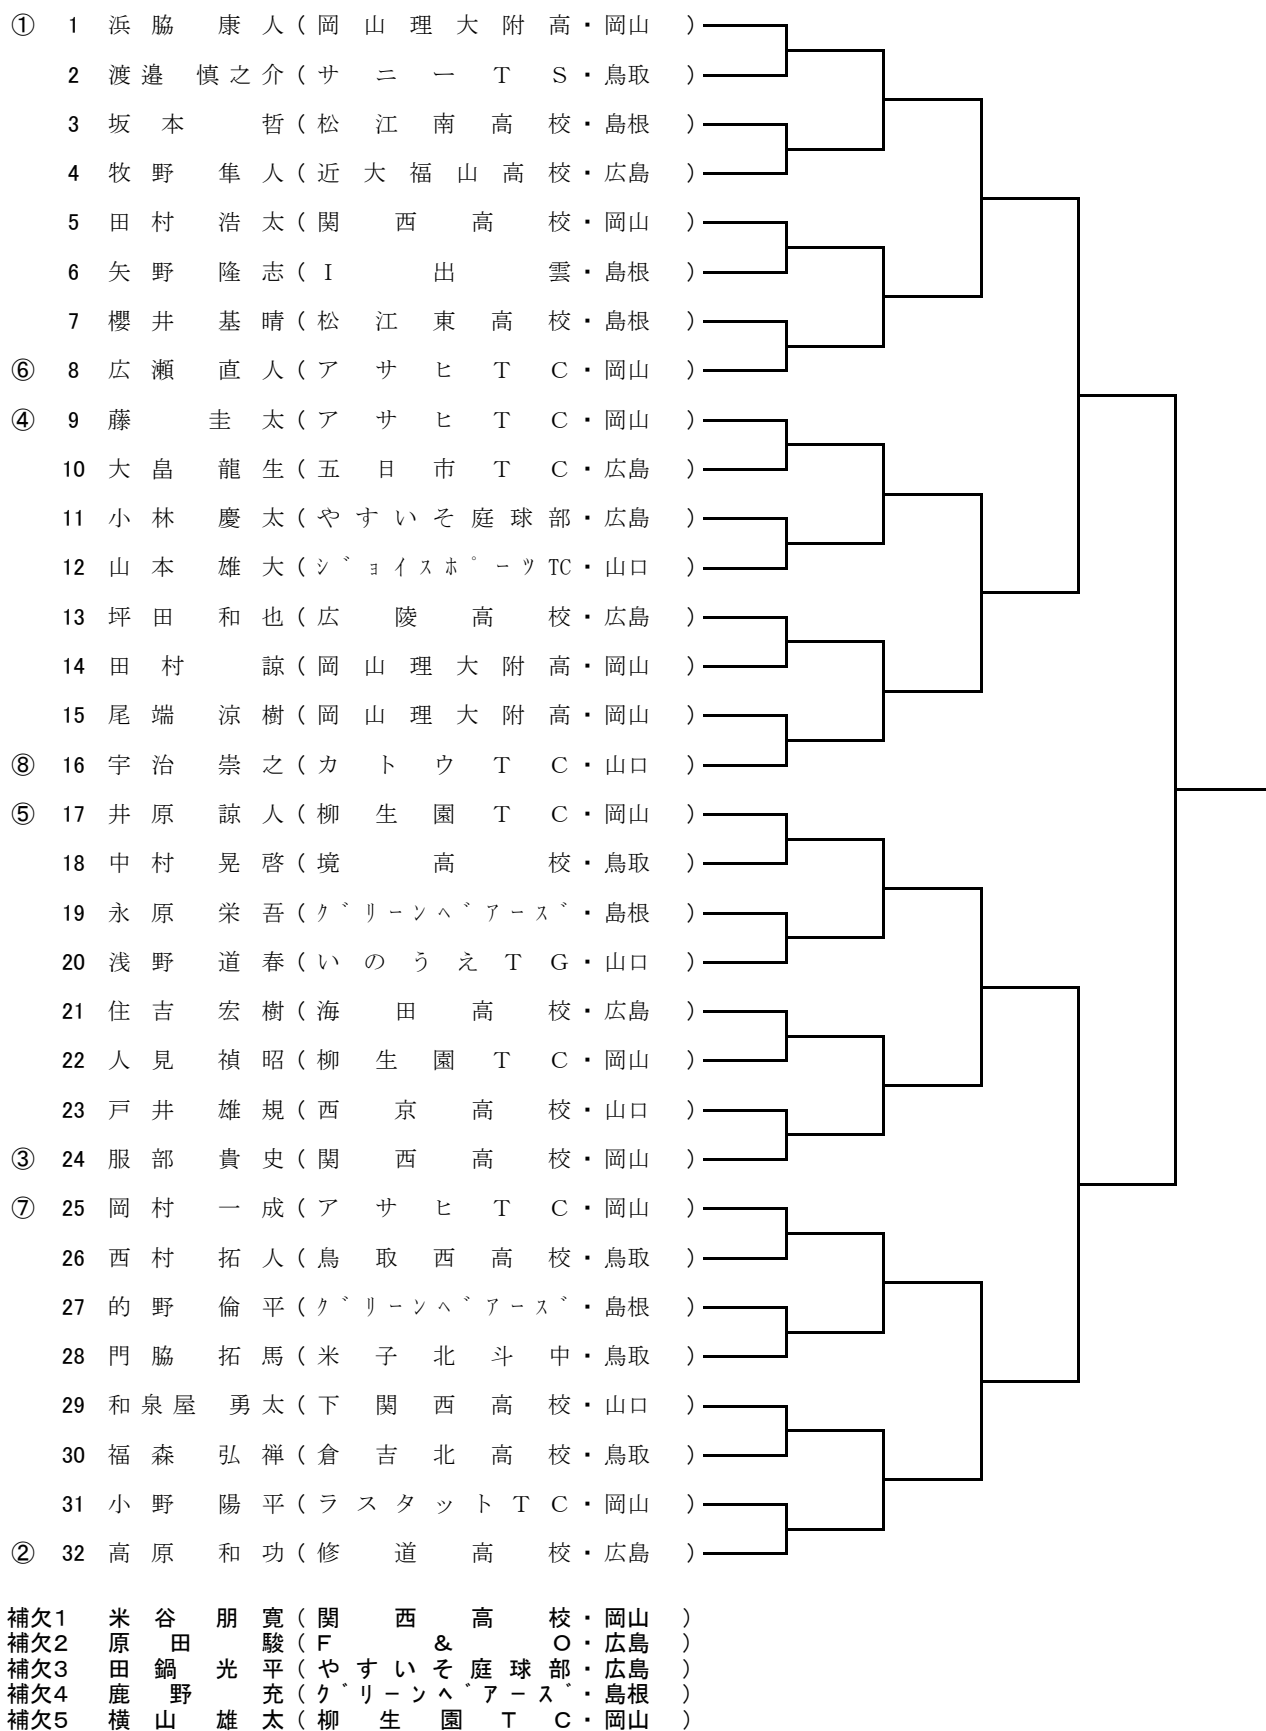 ① 1 浜脇 康人(岡山理大附高・岡山)
2 渡邉 慎之介(サニーTS・鳥取)
3 坂本 哲(松江南高校・島根)
4 牧野 隼人(近大福山高校・広島)
5 田村 浩太(関西高校・岡山)
6 矢野 隆志(I出雲・島根)
7 櫻井 基晴(松江東高校・島根)
⑥ 8 広瀬 直人(アサヒTC・岡山)
④ 9 藤 圭太(アサヒTC・岡山)
10 大畠 龍生(五日市TC・広島)
11 小林 慶太(やすいそ庭球部・広島)
12 山本 雄大(ｼﾞｮｲｽﾎﾟｰﾂTC・山口)
13 坪田 和也(広陵高校・広島)
14 田村 諒(岡山理大附高・岡山)
15 尾端 涼樹(岡山理大附高・岡山)
⑧ 16 宇治 崇之(カトウTC・山口)
⑤ 17 井原 諒人(柳生園TC・岡山)
18 中村 晃啓(境高校・鳥取)
19 永原 栄吾(ｸﾞﾘｰﾝﾍﾞｱｰｽﾞ・島根)
20 浅野 道春(いのうえTG・山口)
21 住吉 宏樹(海田高校・広島)
22 人見 禎昭(柳生園TC・岡山)
23 戸井 雄規(西京高校・山口)
③ 24 服部 貴史(関西高校・岡山)
⑦ 25 岡村 一成(アサヒTC・岡山)
26 西村 拓人(鳥取西高校・鳥取)
27 的野 倫平(ｸﾞﾘｰﾝﾍﾞｱｰｽﾞ・島根)
28 門脇 拓馬(米子北斗中・鳥取)
29 和泉屋 勇太(下関西高校・山口)
30 福森 弘禅(倉吉北高校・鳥取)
31 小野 陽平(ラスタットTC・岡山)
② 32 高原 和功(修道高校・広島)
補欠1 米谷 朋寛(関西高校・岡山)
補欠2 原田 駿(F&O・広島)
補欠3 田鍋 光平(やすいそ庭球部・広島)
補欠4 鹿野 充(ｸﾞﾘｰﾝﾍﾞｱｰｽﾞ・島根)
補欠5 横山 雄太(柳生園TC・岡山)